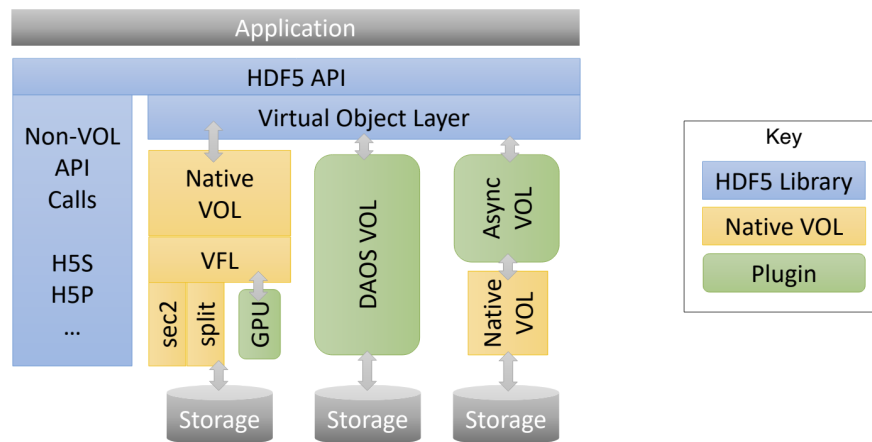 Application
HDF5 API
Virtual Object Layer
Non-VOL
API
Calls
H5S
H5P
...
Native
VOL
VFL
sec2
split
GPU
DAOS VOL
Async
VOL
Native
VOL
Storage
Storage
Storage
Key
HDF5 Library
Native VOL
Plugin